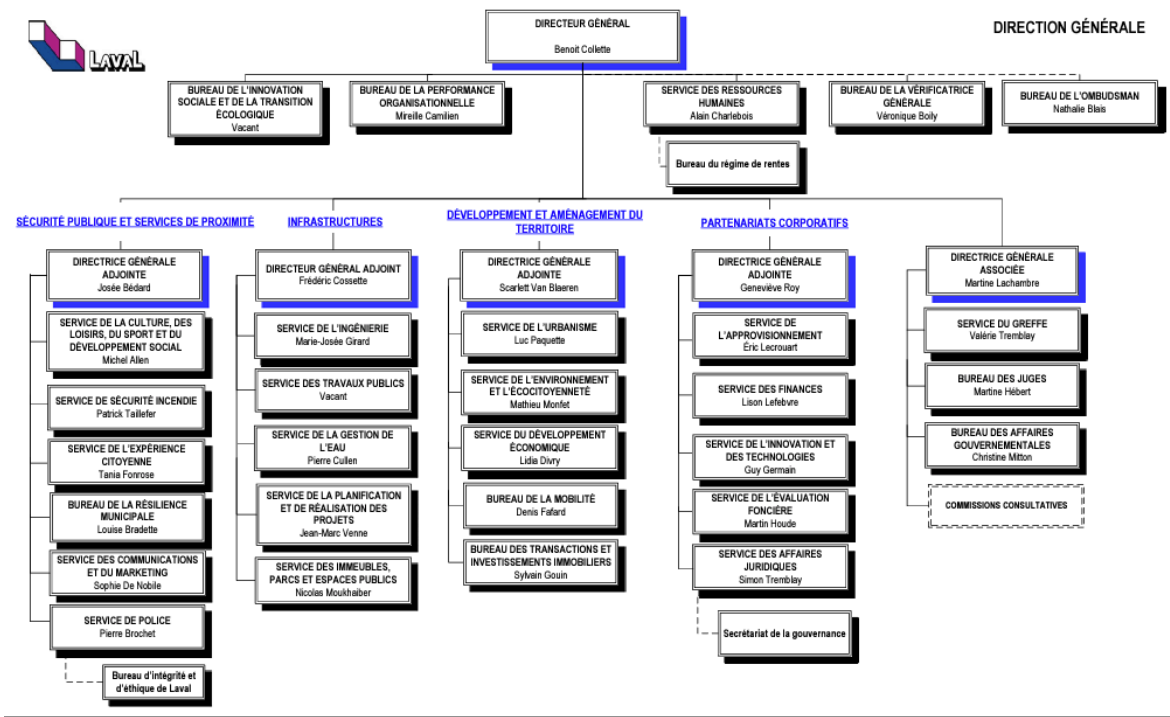 DIRECTEUR GÉNÉRAL
Benoit Collette
DIRECTION GÉNÉRALE
LAVAL
BUREAU DE L'INNOVATION
SOCIALE ET DE LA TRANSITION
ÉCOLOGIQUE
Vacant
BUREAU DE LA PERFORMANCE
ORGANISATIONNELLE
Mireille Camilien
SERVICE DES RESSOURCES
HUMAINES
Alain Charlebois
BUREAU DE LA VÉRIFICATRICE
GÉNÉRALE
Véronique Boily
BUREAU DE L'OMBUDSMAN
Nathalie Blais
Bureau du régime de rentes
SÉCURITÉ PUBLIQUE ET SERVICES DE PROXIMITÉ
DIRECTRICE GÉNÉRALE
ADJOINTE
Josée Bédard
SERVICE DE LA CULTURE, DES
LOISIRS, DU SPORT ET DU
DÉVELOPPEMENT SOCIAL
Michel Allen
SERVICE DE SÉCURITÉ INCENDIE
Patrick Taillefer
SERVICE DE L'EXPÉRIENCE
CITOYENNE
Tania Fonrose
BUREAU DE LA RÉSILIENCE
MUNICIPALE
Louise Bradette
SERVICE DES COMMUNICATIONS
ET DU MARKETING
Sophie De Nobile
SERVICE DE POLICE
Pierre Brochet
Bureau d'intégrité et
d'éthique de Laval
INFRASTRUCTURES
DIRECTEUR GÉNÉRAL ADJOINT
Frédéric Cossette
SERVICE DE L'INGÉNIERIE
Marie-Josée Girard
SERVICE DES TRAVAUX PUBLICS
Vacant
SERVICE DE LA GESTION DE
L'EAU
Pierre Cullen
SERVICE DE LA PLANIFICATION
ET DE RÉALISATION DES
PROJETS
Jean-Marc Venne
SERVICE DES IMMEUBLES,
PARCS ET ESPACES PUBLICS
Nicolas Moukhaiber
DÉVELOPPEMENT ET AMÉNAGEMENT DU
TERRITOIRE
DIRECTRICE GÉNÉRALE
ADJOINTE
Scarlett Van Blaeren
SERVICE DE L'URBANISME
Luc Paquette
SERVICE DE L'ENVIRONNEMENT
ET L'ÉCOCITOYENNETÉ
Mathieu Monfet
SERVICE DU DÉVELOPPEMENT
ÉCONOMIQUE
Lidia Divry
BUREAU DE LA MOBILITÉ
Denis Fafard
BUREAU DES TRANSACTIONS ET
INVESTISSEMENTS IMMOBILIERS
Sylvain Gouin
PARTENARIATS CORPORATIFS
DIRECTRICE GÉNÉRALE
ADJOINTE
Geneviève Roy
SERVICE DE
L'APPROVISIONNEMENT
Éric Lecrouart
SERVICE DES FINANCES
Lison Lefebvre
SERVICE DE L'INNOVATION ET
DES TECHNOLOGIES
Guy Germain
SERVICE DE L'ÉVALUATION
FONCIÈRE
Martin Houde
SERVICE DES AFFAIRES
JURIDIQUES
Simon Tremblay
Secrétariat de la gouvernance
DIRECTRICE GÉNÉRALE
ASSOCIÉE
Martine Lachambre
SERVICE DU GREFFE
Valérie Tremblay
BUREAU DES JUGES
Martine Hébert
BUREAU DES AFFAIRES
GOUVERNEMENTALES
Christine Mitton
COMMISSIONS CONSULTATIVES